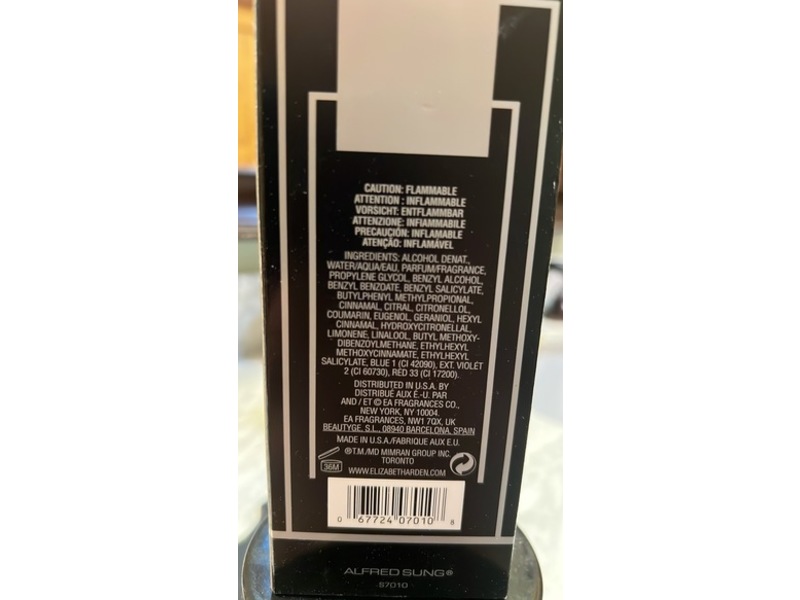 CAUTION: FLAMMABLE
ATTENTION : INFLAMMABLE
VORSICHT: ENTFLAMMBAR
ATTENZIONE: INFIAMMABILE
PRECAUCIÓN: INFLAMABLE
ATENÇÃO: INFLAMÁVEL
INGREDIENTS: ALCOHOL DENAT.,
WATER/AQUA/EAU, PARFUM/FRAGRANCE,
PROPYLENE GLYCOL, BENZYL ALCOHOL,
BENZYL BENZOATE, BENZYL SALICYLATE,
BUTYLPHENYL METHYLPROPIONAL,
CINNAMAL, CITRAL, CITRONELLOL,
COUMARIN, EUGENOL, GERANIOL, HEXYL
CINNAMAL, HYDROXYCITRONELLAL,
LIMONENE, LINALOOL, BUTYL METHOXY-
DIBENZOYLMETHANE, ETHYLHEXYL
METHOXYCINNAMATE, ETHYLHEXYL
SALICYLATE, BLUE 1 (CI 42090), EXT. VIOLET
2 (CI 60730), RED 33 (CI 17200).
DISTRIBUTED IN U.S.A. BY
DISTRIBUÉ AUX É.-U. PAR
AND / ET © EA FRAGRANCES CO.,
NEW YORK, NY 10004.
EA FRAGRANCES, NW1 7QX, UK
BEAUTYGE, S.L., 08940 BARCELONA, SPAIN
MADE IN U.S.A./FABRIQUE AUX E.U.
®T.M./MD MIMRAN GROUP INC.
TORONTO
36M
WWW.ELIZABETHARDEN.COM
0 67724 07010 8
ALFRED SUNG®
57010